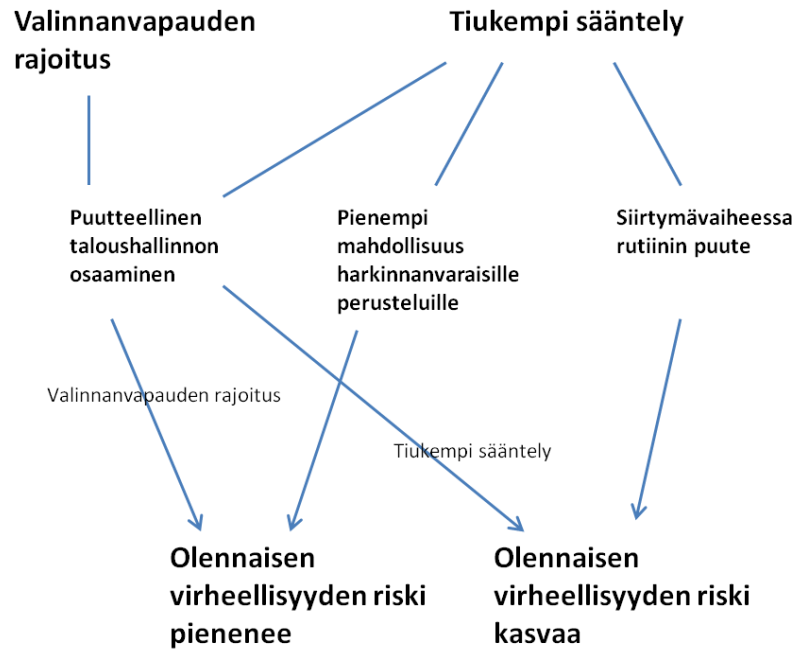 Valinnanvapauden
rajoitus
Tiukempi sääntely
Puutteellinen
taloushallinnon
osaaminen
Pienempi
mahdollisuus
harkinnanvaraisille
perusteluille
Siirtymävaiheessa
rutiinin puute
Valinnanvapauden rajoitus
Tiukempi sääntely
Olennaisen
virheellisyyden riski
pienenee
Olennaisen
virheellisyyden riski
kasvaa